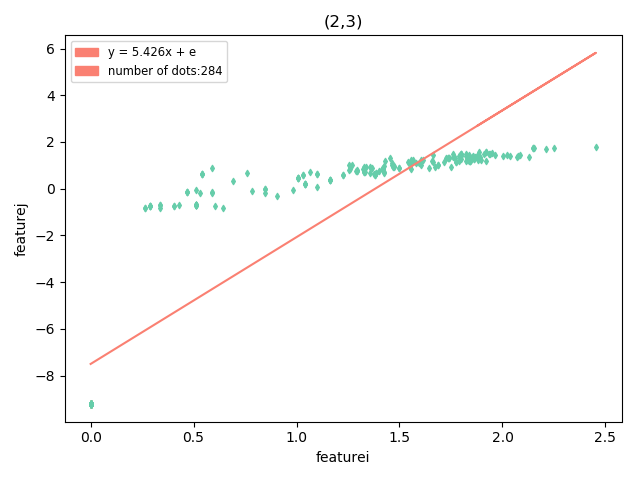 (2,3)
y = 5.426x + e
number of dots:284
featurej
6
4
2
0
−2
−4
−6
−8
0.0 0.5 1.0 1.5 2.0 2.5
featurei